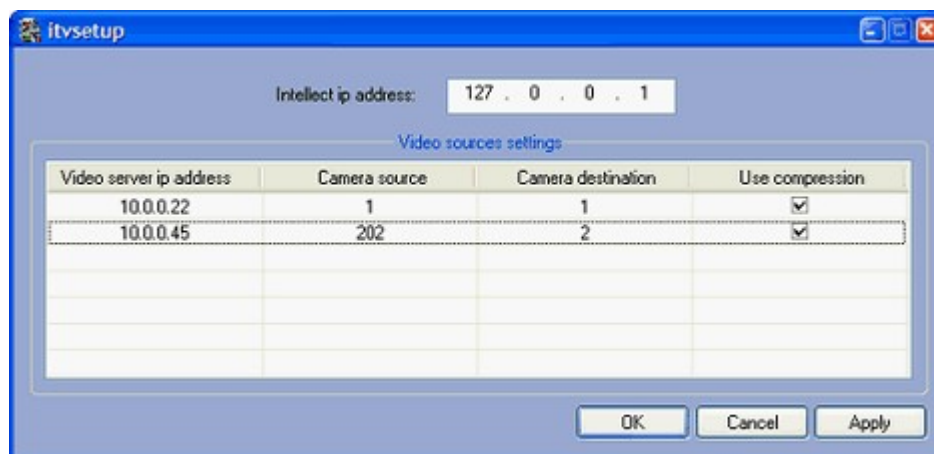 itvsetup
Intellect ip address: 127 . 0 . 0 . 1
Video sources settings
Video server ip address Camera source Camera destination Use compression
10.0.0.22 1 1
10.0.0.45 202 2
OK Cancel Apply